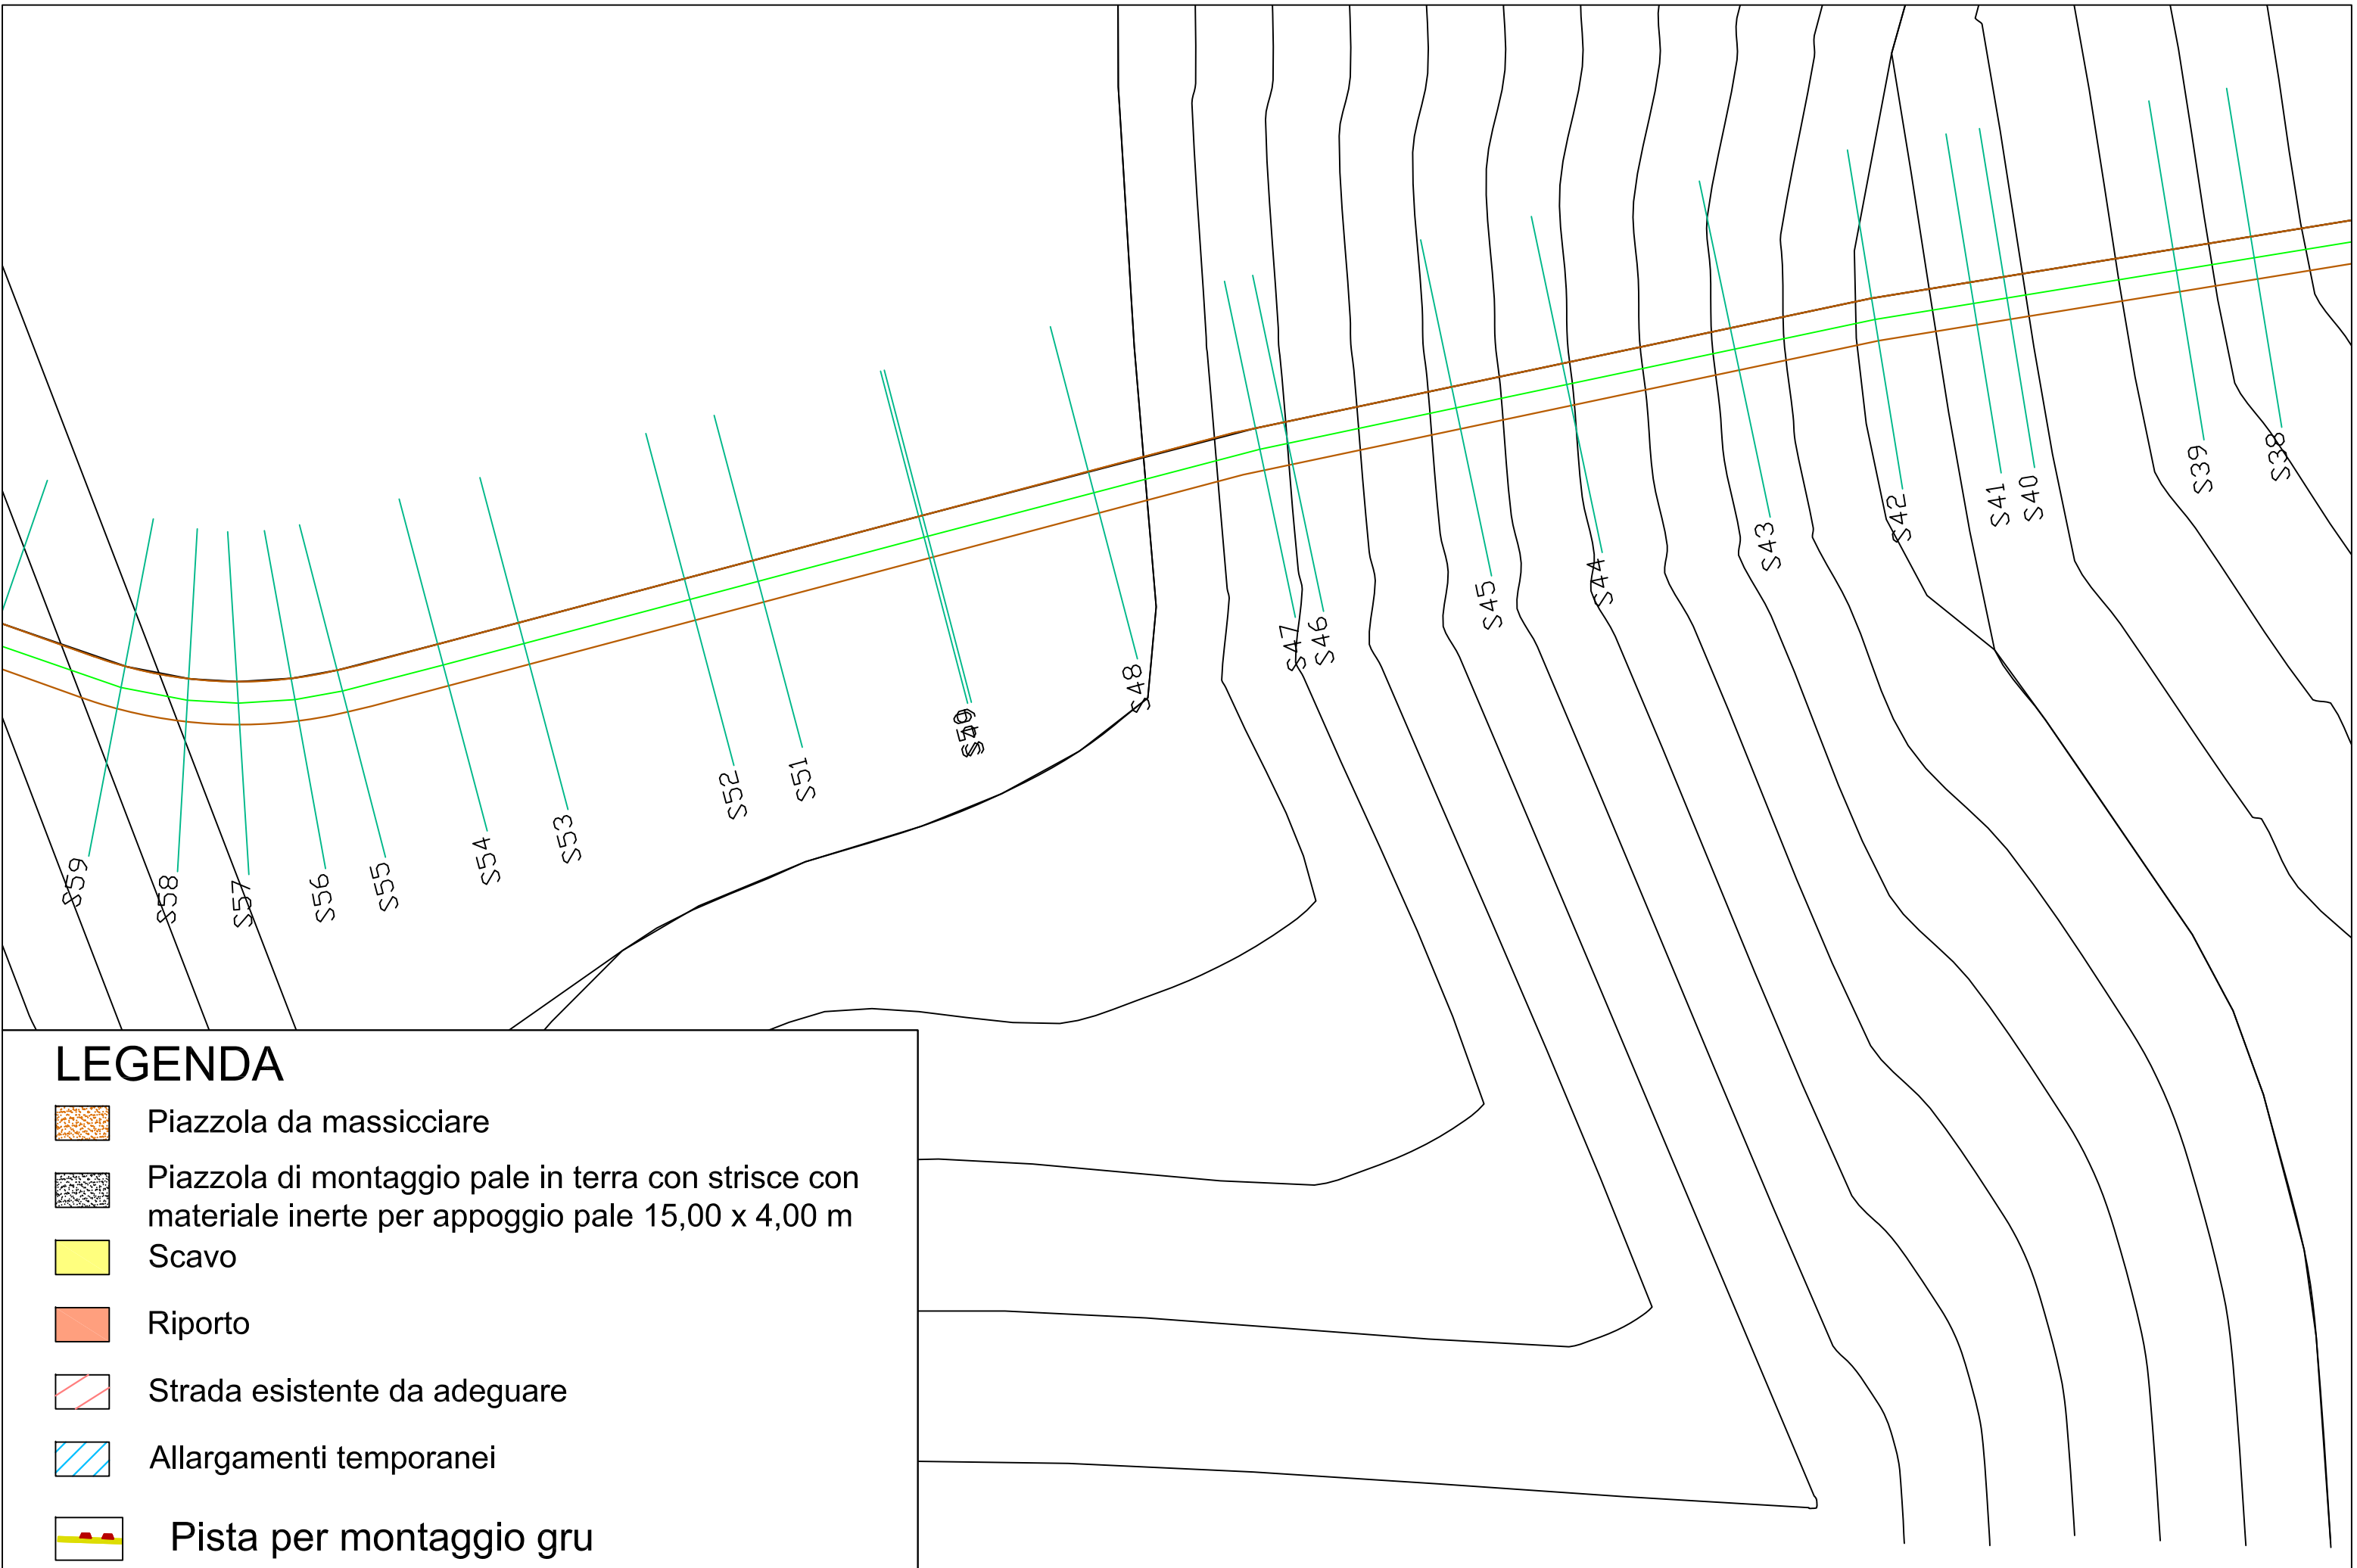 S38
S39
S40
S41
S42
S43
S44
S45
S46
S47
S48
S49
S50
S51
S52
S53
S54
S55
S56
S57
S58
S59
LEGENDA
Piazzola da massicciare
Piazzola di montaggio pale in terra con strisce con
materiale inerte per appoggio pale 15,00 x 4,00 m
Scavo
Riporto
Strada esistente da adeguare
Allargamenti temporanei
Pista per montaggio gru